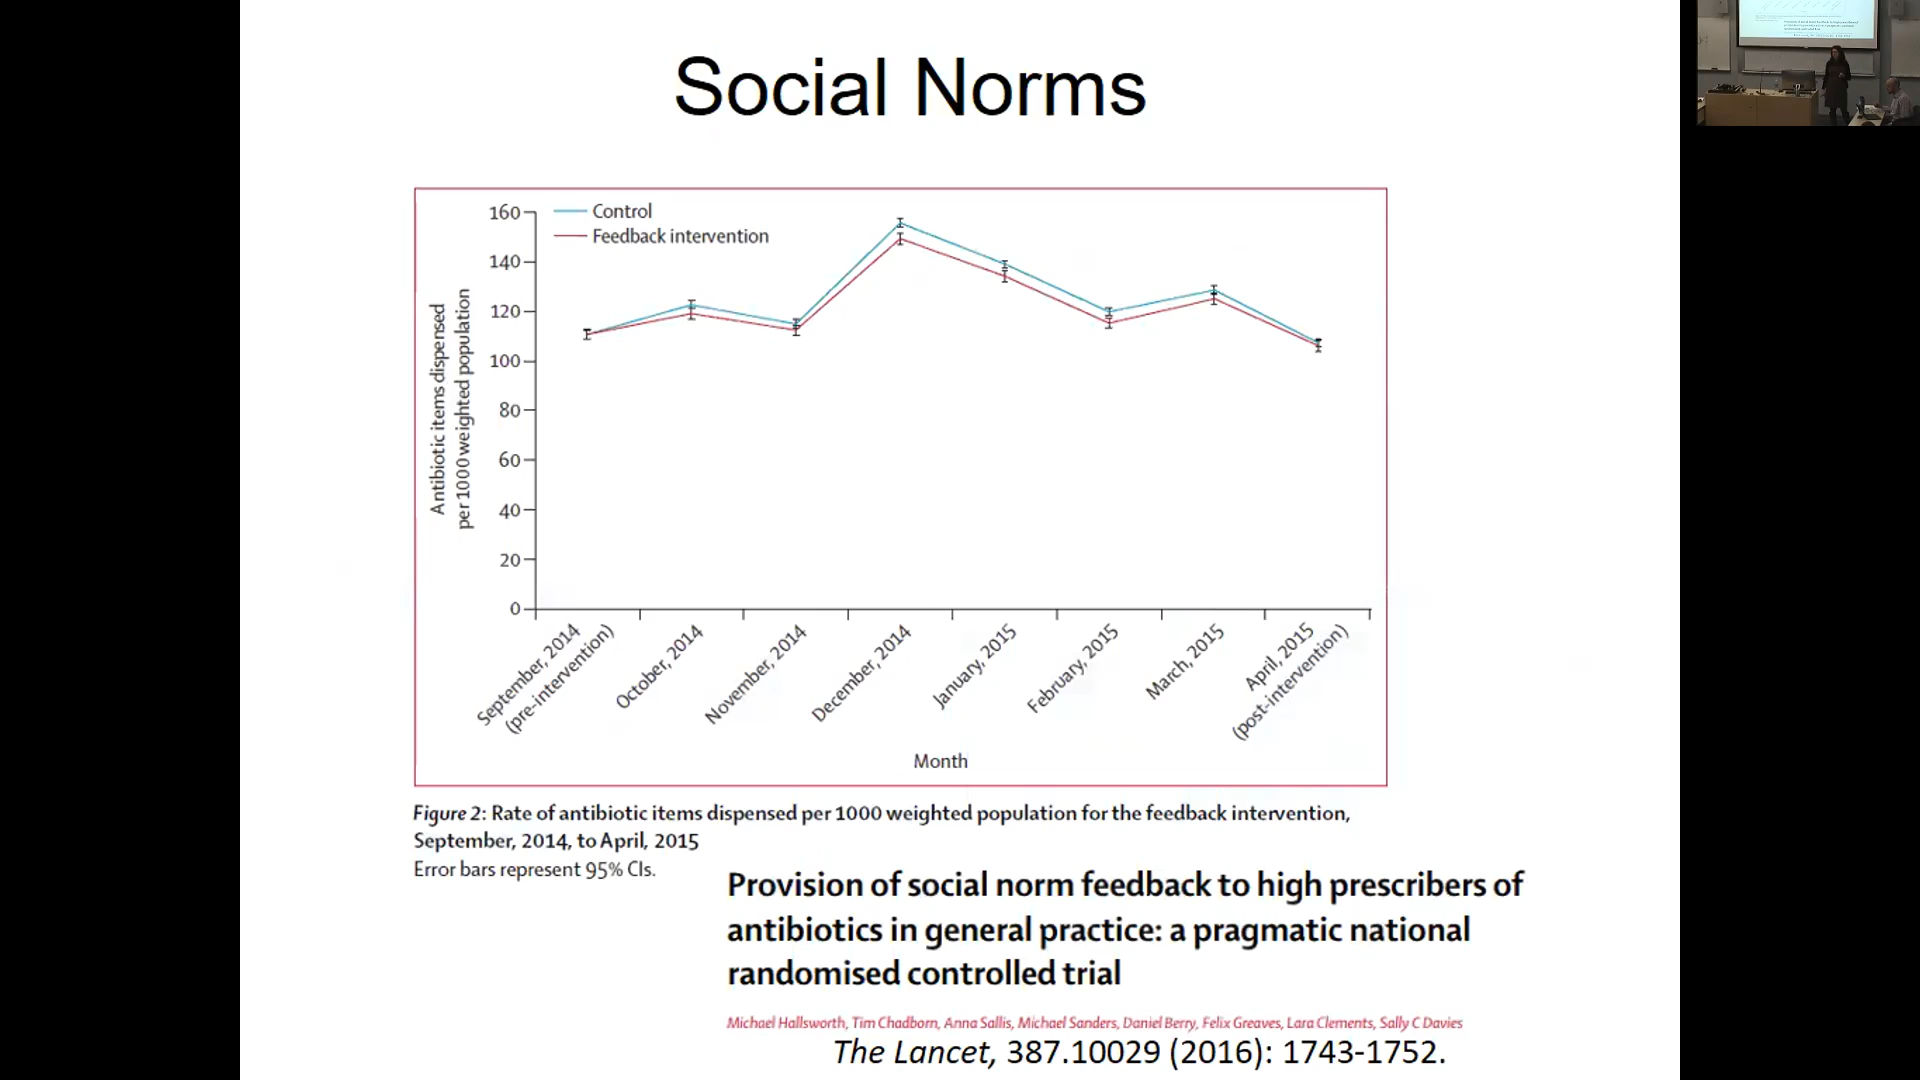 Social Norms
Control
Feedback intervention
160
140
120
100
80
60
40
20
0
Antibiotic items dispensed
per 1000 weighted population
September, 2014
(pre-intervention)
October, 2014
November, 2014
December, 2014
January, 2015
February, 2015
March, 2015
April, 2015
(post-intervention)
Month
Figure 2: Rate of antibiotic items dispensed per 1000 weighted population for the feedback intervention,
September, 2014, to April, 2015
Error bars represent 95% CIs.
Provision of social norm feedback to high prescribers of
antibiotics in general practice: a pragmatic national
randomised controlled trial
Michael Hallsworth, Tim Chadborn, Anna Sallis, Michael Sanders, Daniel Berry, Felix Greaves, Lara Clements, Sally C Davies
The Lancet, 387.10029 (2016): 1743-1752.